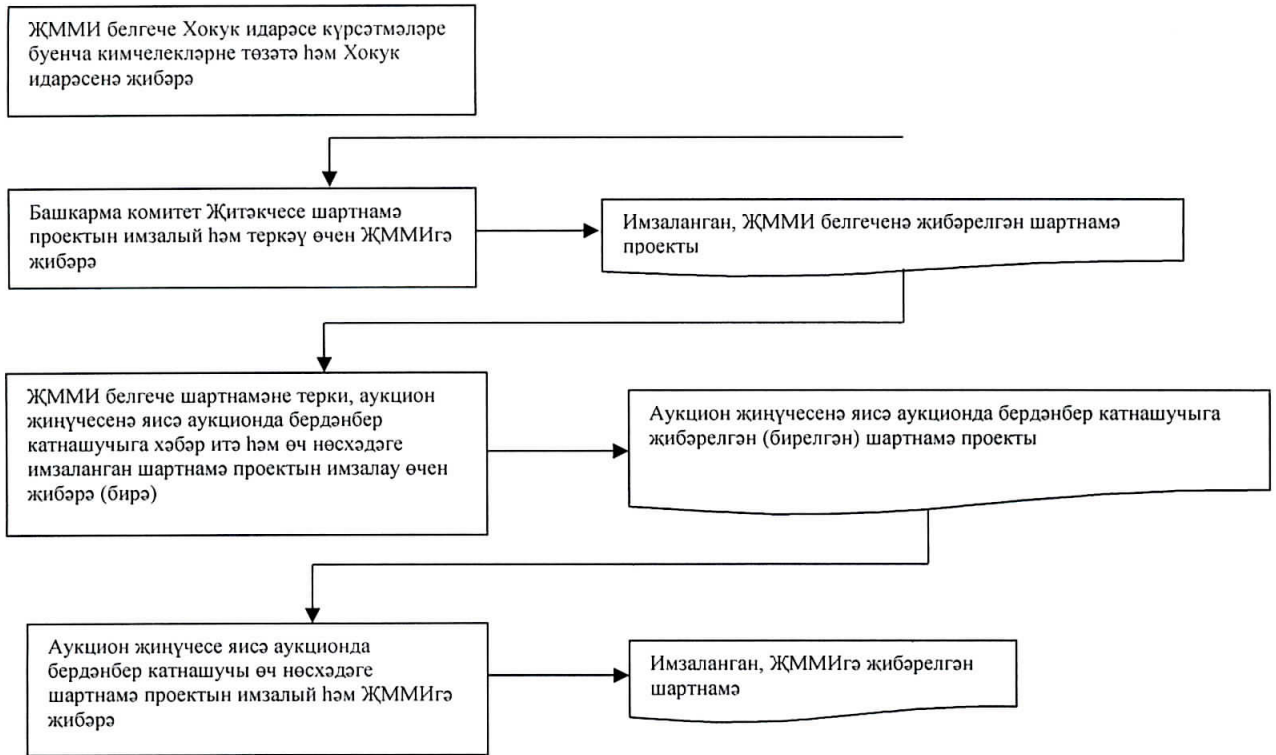 ҖММИ белгече Хокук идарәсе күрсәтмәләре
буенча кимчелекләрне төзәтә һәм Хокук
идарәсенә җибәрә
Башкарма комитет Җитәкчесе шартнамә
проектын имзалый һәм теркәү өчен ҖММИгә
җибәрә
Имзаланган, ҖММИ белгеченә җибәрелгән шартнамә
проекты
ҖММИ белгече шартнамәне терки, аукцион
җиңүчесенә яисә аукционда бердәнбер
катнашучыга хәбәр итә һәм өч нөсхәдәге
имзаланган шартнамә проектын имзалау өчен
җибәрә (бирә)
Аукцион җиңүчесенә яисә аукционда бердәнбер катнашучыга
җибәрелгән (бирелгән) шартнамә проекты
Аукцион җиңүчесе яисә аукционда
бердәнбер катнашучы өч нөсхәдәге
шартнамә проектын имзалый һәм ҖММИгә
җибәрә
Имзаланган, ҖММИгә җибәрелгән
шартнамә